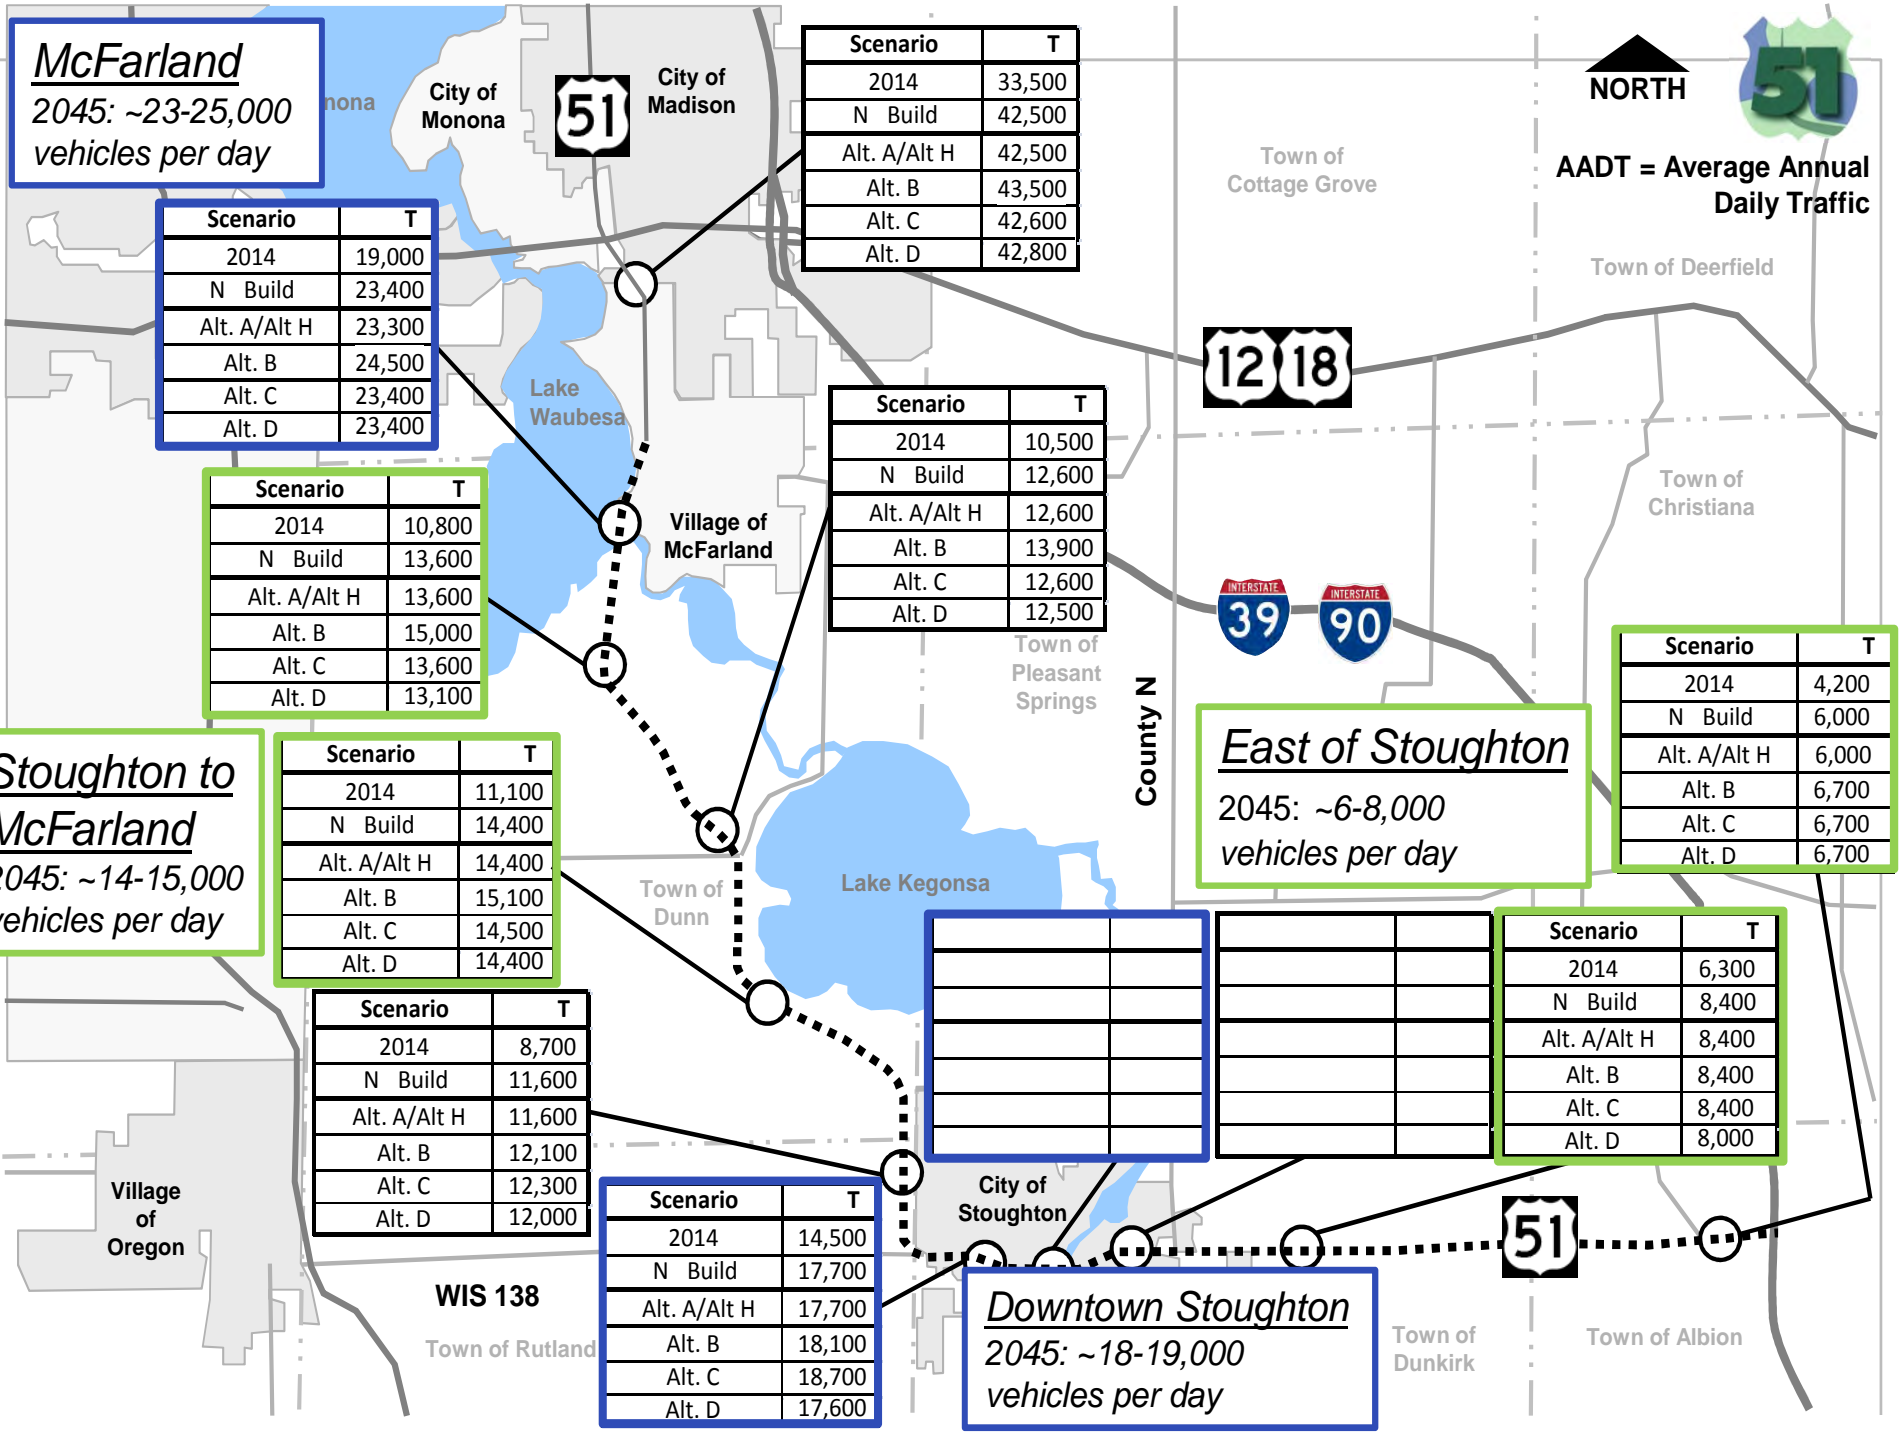 McFarland
2045: ~23-25,000
vehicles per day
nona
City of
Monona
51
City of
Madison
Scenario T
2014 33,500
N Build 42,500
Alt. A/Alt H 42,500
Alt. B 43,500
Alt. C 42,600
Alt. D 42,800
NORTH
51
AADT = Average Annual
Daily Traffic
Town of
Cottage Grove
Town of Deerfield
Scenario T
2014 19,000
N Build 23,400
Alt. A/Alt H 23,300
Alt. B 24,500
Alt. C 23,400
Alt. D 23,400
Lake
Waubesa
12 18
Scenario T
2014 10,500
N Build 12,600
Alt. A/Alt H 12,600
Alt. B 13,900
Alt. C 12,600
Alt. D 12,500
Town of
Christiana
Scenario T
2014 10,800
N Build 13,600
Alt. A/Alt H 13,600
Alt. B 15,000
Alt. C 13,600
Alt. D 13,100
Village of
McFarland
INTERSTATE
39
INTERSTATE
90
Town of
Pleasant
Springs
County N
Scenario T
2014 4,200
N Build 6,000
Alt. A/Alt H 6,000
Alt. B 6,700
Alt. C 6,700
Alt. D 6,700
East of Stoughton
2045: ~6-8,000
vehicles per day
Stoughton to
McFarland
2045: ~14-15,000
vehicles per day
Scenario T
2014 11,100
N Build 14,400
Alt. A/Alt H 14,400
Alt. B 15,100
Alt. C 14,500
Alt. D 14,400
Town of
Dunn
Lake Kegonsa
Scenario T
2014 6,300
N Build 8,400
Alt. A/Alt H 8,400
Alt. B 8,400
Alt. C 8,400
Alt. D 8,000
Scenario T
2014 8,700
N Build 11,600
Alt. A/Alt H 11,600
Alt. B 12,100
Alt. C 12,300
Alt. D 12,000
Village
of
Oregon
City of
Stoughton
51
Scenario T
2014 14,500
N Build 17,700
Alt. A/Alt H 17,700
Alt. B 18,100
Alt. C 18,700
Alt. D 17,600
WIS 138
Town of Rutland
Downtown Stoughton
2045: ~18-19,000
vehicles per day
Town of
Dunkirk
Town of Albion